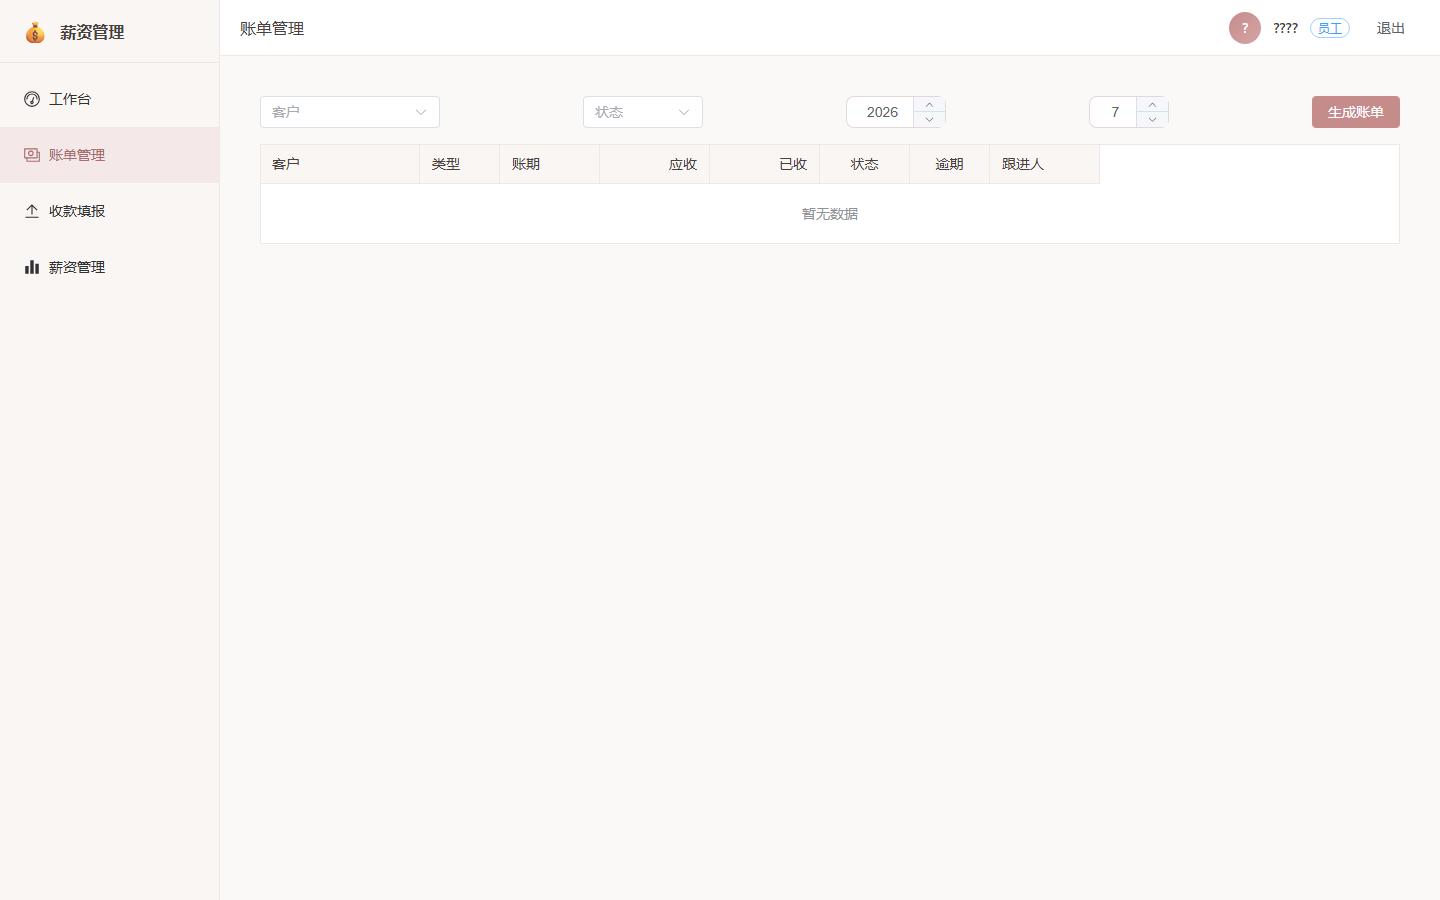 薪资管理
工作台
账单管理
收款填报
薪资管理
账单管理
? ???? 员工 退出
客户 状态 2026 7 生成账单
客户 类型 账期 应收 已收 状态 逾期 跟进人
暂无数据